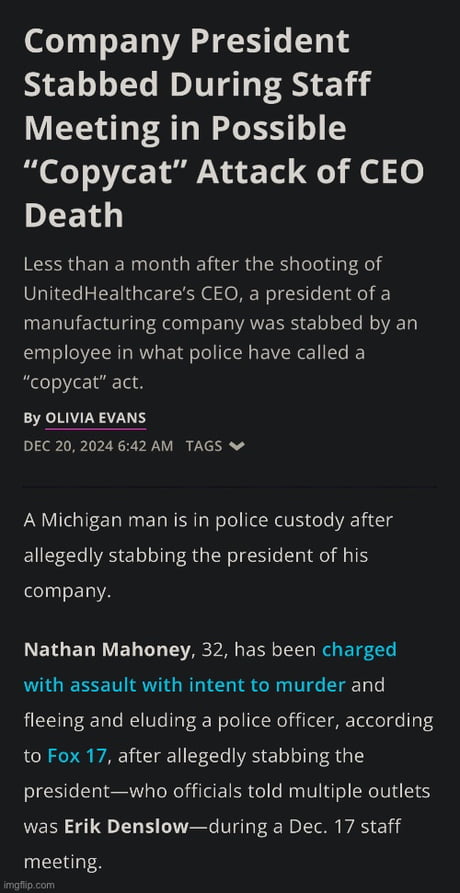 Company President
Stabbed During Staff
Meeting in Possible
“Copycat” Attack of CEO
Death
Less than a month after the shooting of
UnitedHealthcare’s CEO, a president of a
manufacturing company was stabbed by an
employee in what police have called a
“copycat” act.
By OLIVIA EVANS
DEC 20, 2024 6:42 AM TAGS
A Michigan man is in police custody after
allegedly stabbing the president of his
company.
Nathan Mahoney, 32, has been charged
with assault with intent to murder and
fleeing and eluding a police officer, according
to Fox 17, after allegedly stabbing the
president—who officials told multiple outlets
was Erik Denslow—during a Dec. 17 staff
meeting.
imgflip.com